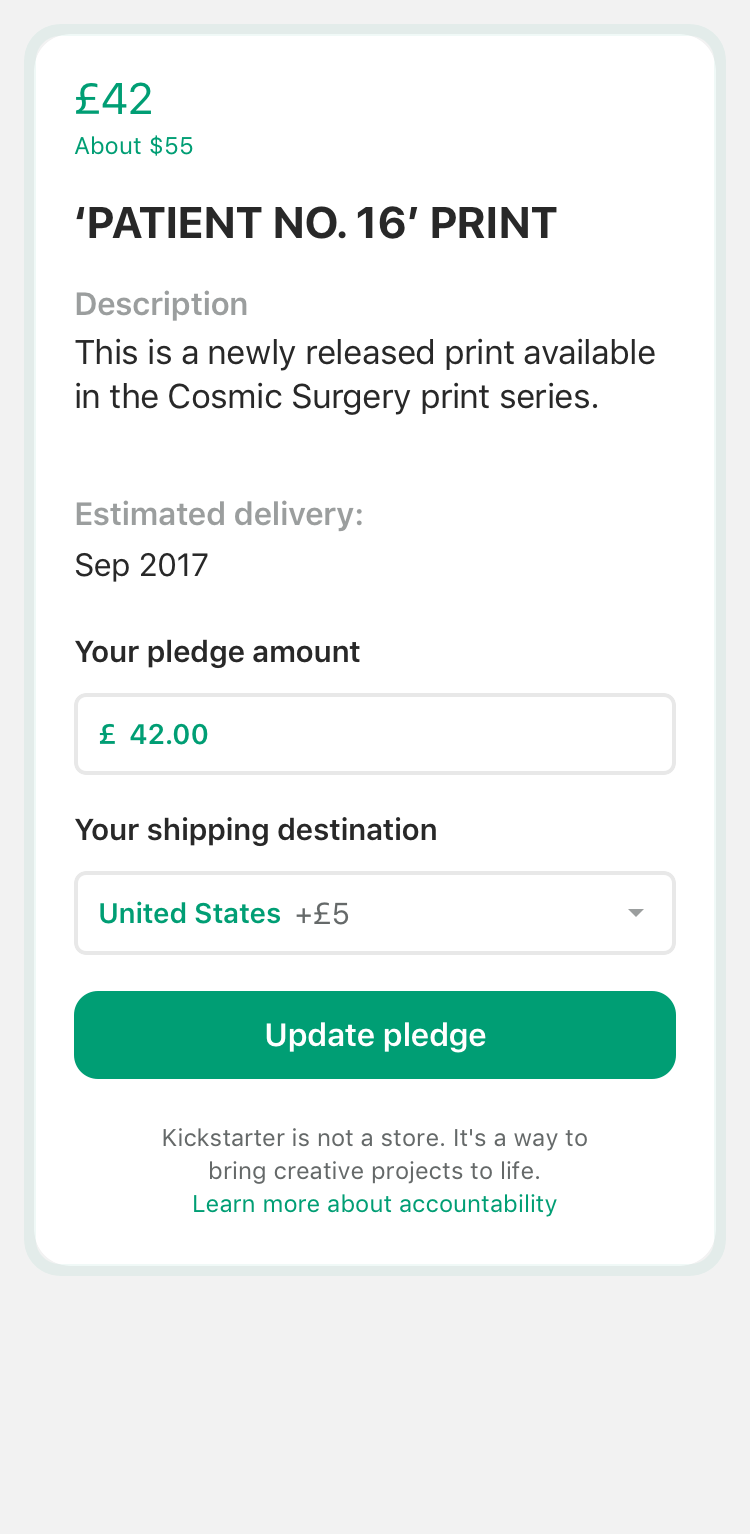 £42
About $55
‘PATIENT NO. 16’ PRINT
Description
This is a newly released print available
in the Cosmic Surgery print series.
Estimated delivery:
Sep 2017
Your pledge amount
£ 42.00
Your shipping destination
United States +£5
Update pledge
Kickstarter is not a store. It's a way to
bring creative projects to life.
Learn more about accountability